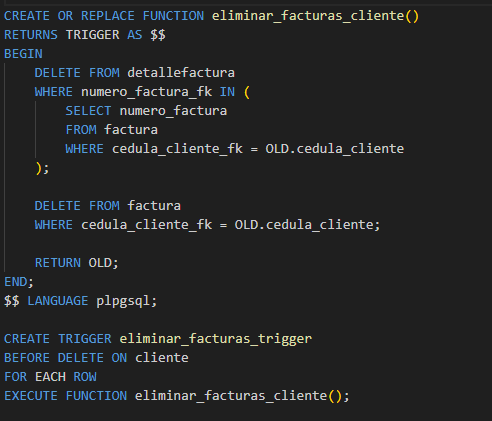 CREATE OR REPLACE FUNCTION eliminar_facturas_cliente()
RETURNS TRIGGER AS $$
BEGIN
    DELETE FROM detallefactura
    WHERE numero_factura_fk IN (
        SELECT numero_factura
        FROM factura
        WHERE cedula_cliente_fk = OLD.cedula_cliente
    );

    DELETE FROM factura
    WHERE cedula_cliente_fk = OLD.cedula_cliente;

    RETURN OLD;
END;
$$ LANGUAGE plpgsql;

CREATE TRIGGER eliminar_facturas_trigger
BEFORE DELETE ON cliente
FOR EACH ROW
EXECUTE FUNCTION eliminar_facturas_cliente();